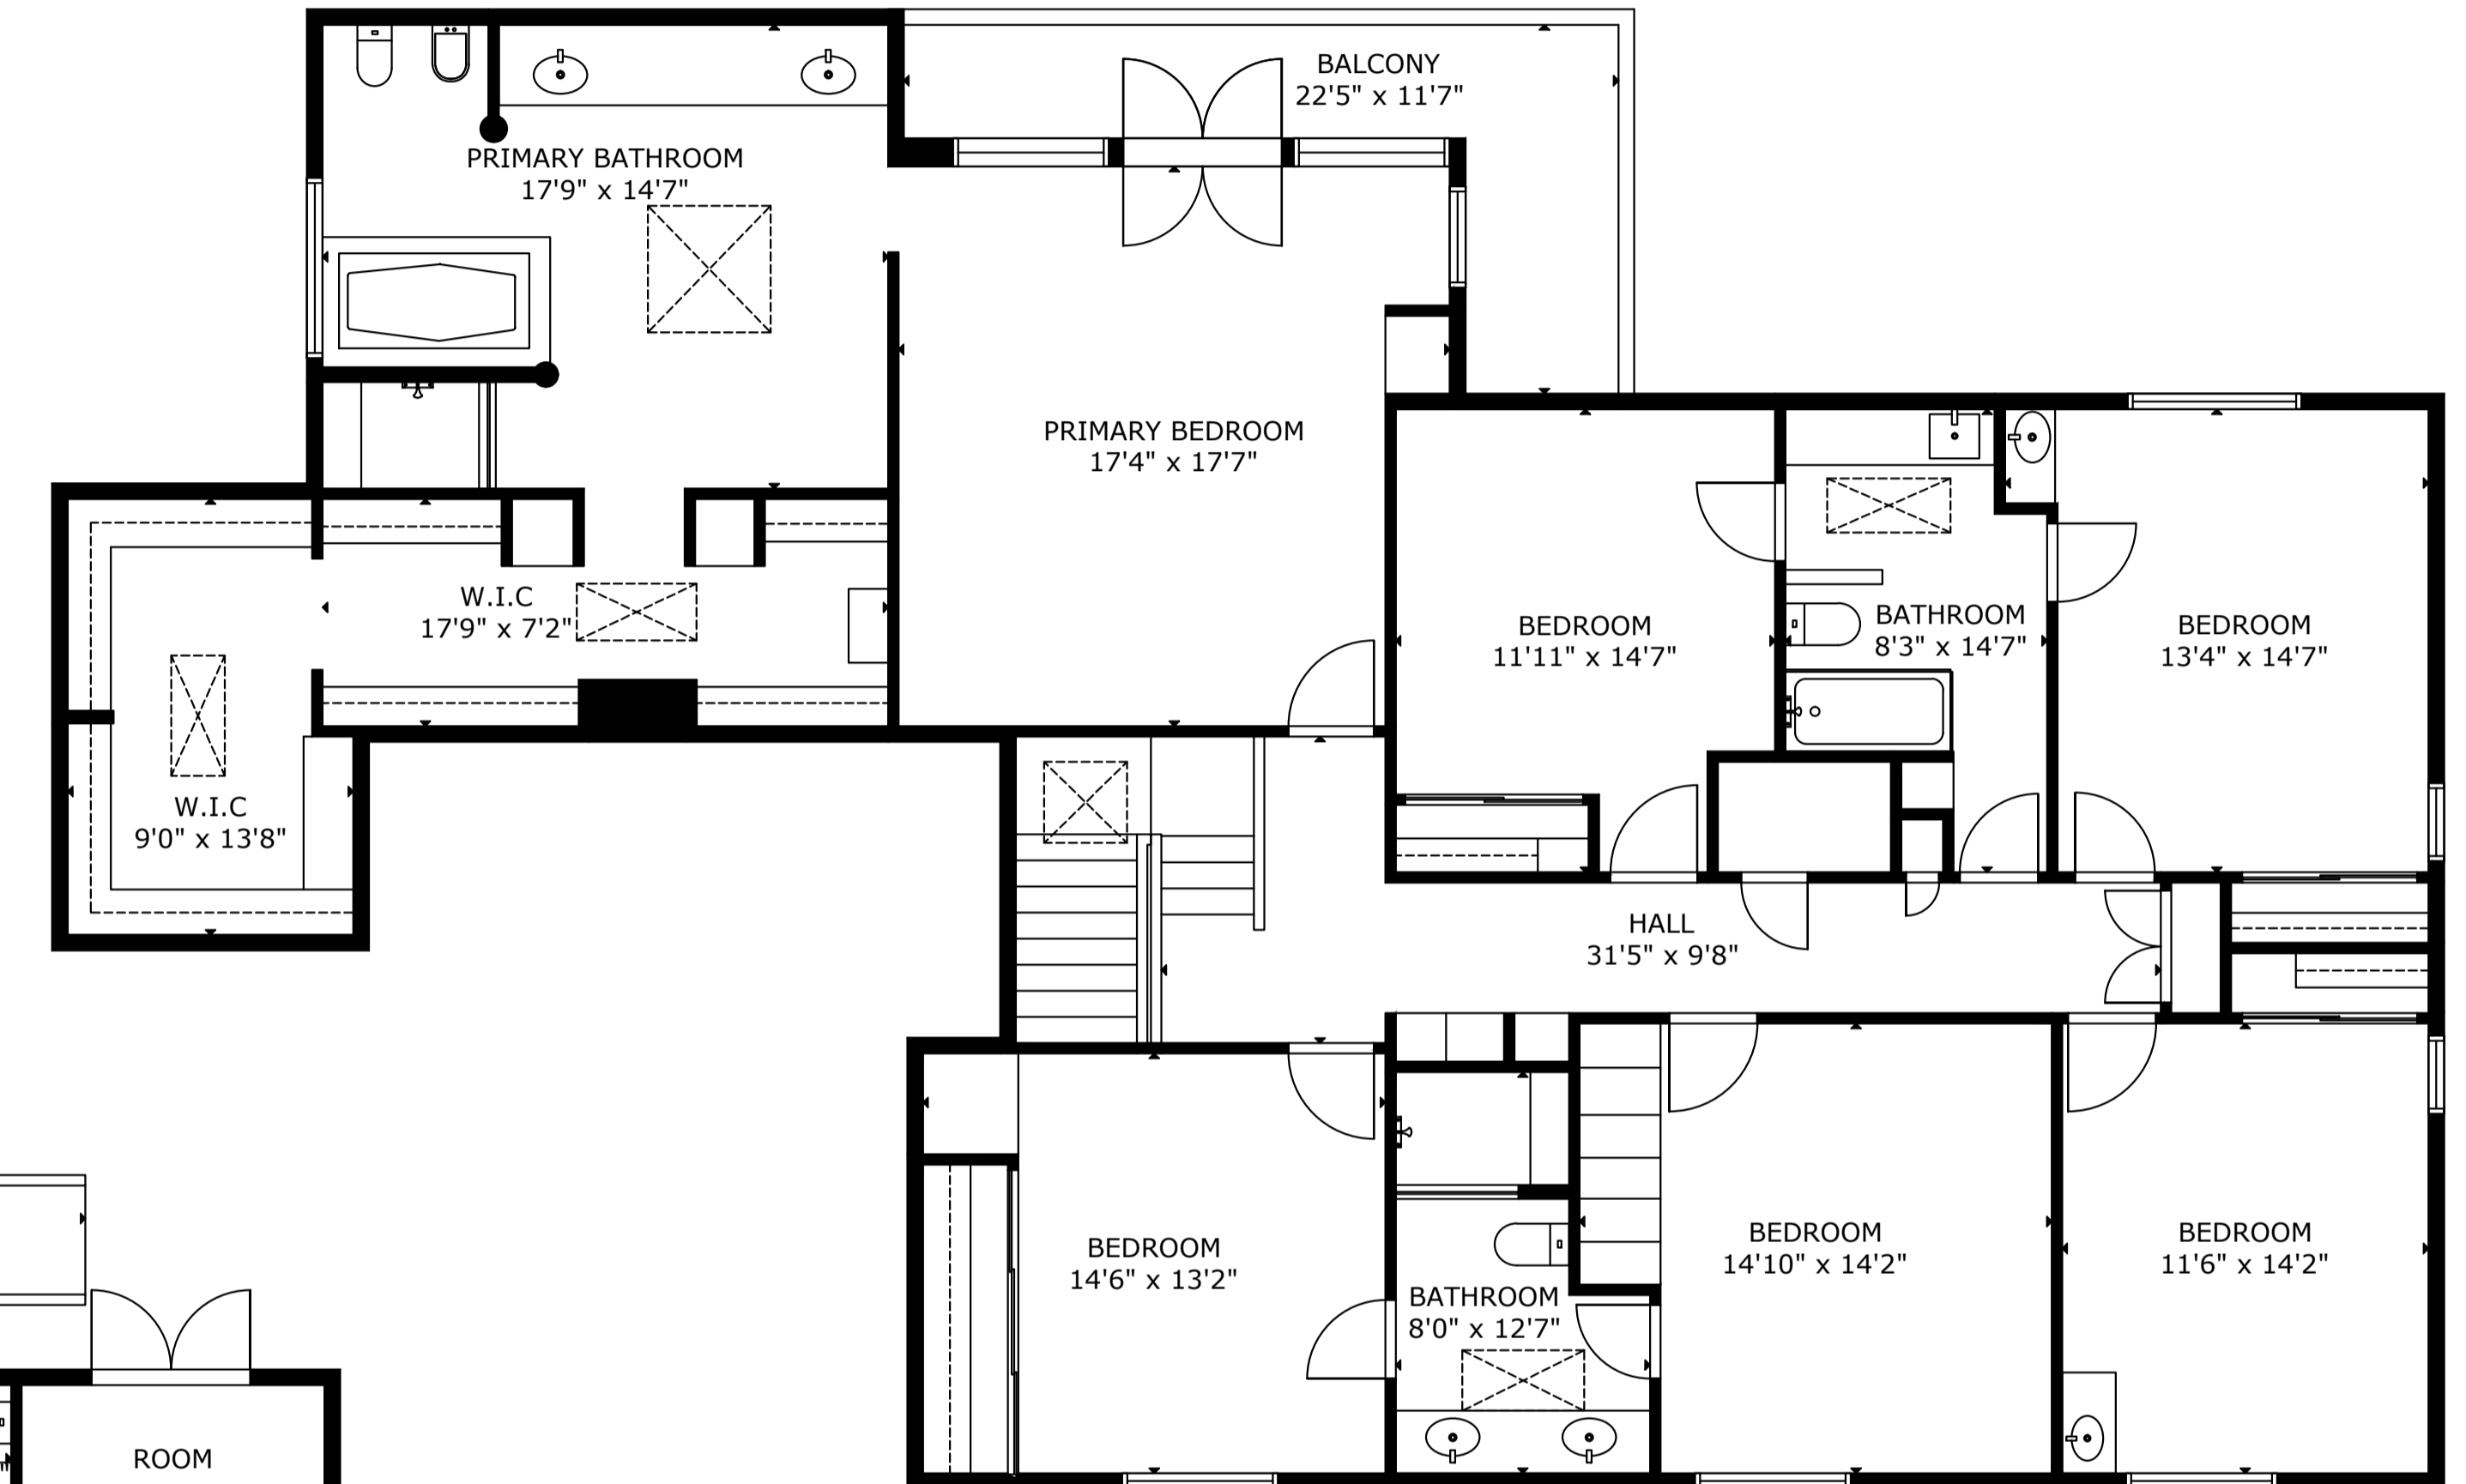 BALCONY
22'5" x 11'7"
PRIMARY BATHROOM
17'9" x 14'7"
PRIMARY BEDROOM
17'4" x 17'7"
W.I.C
17'9" x 7'2"
BEDROOM
11'11" x 14'7"
BATHROOM
8'3" x 14'7"
BEDROOM
13'4" x 14'7"
W.I.C
9'0" x 13'8"
HALL
31'5" x 9'8"
BEDROOM
14'6" x 13'2"
BATHROOM
8'0" x 12'7"
BEDROOM
14'10" x 14'2"
BEDROOM
11'6" x 14'2"
ROOM